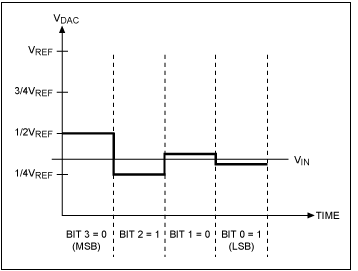 VDAC
VREF
3/4VREF
1/2VREF
VIN
1/4VREF
TIME
BIT 3 = 0 BIT 2 = 1 BIT 1 = 0 BIT 0 = 1
(MSB) (LSB)